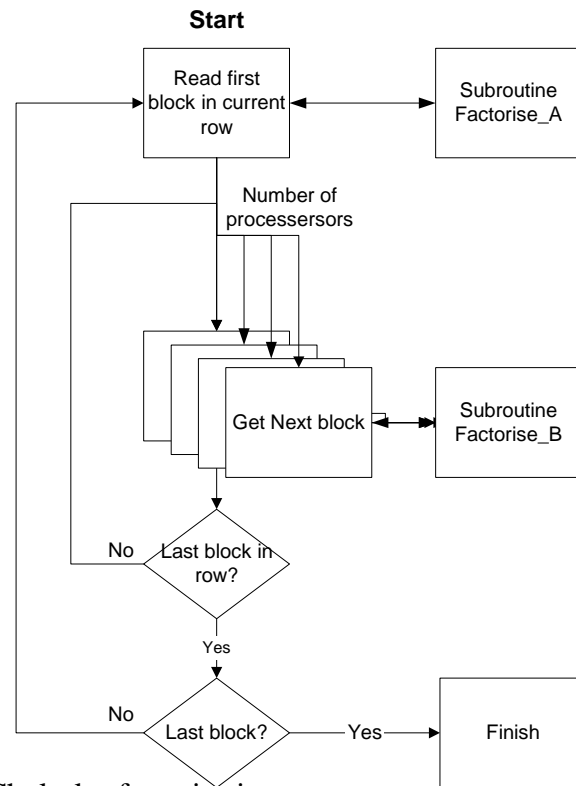 Start
Read first
block in current
row
Subroutine
Factorise_A
Number of
processersors
Get Next block
Subroutine
Factorise_B
No
Last block in
row?
Yes
No
Last block?
Yes
Finish